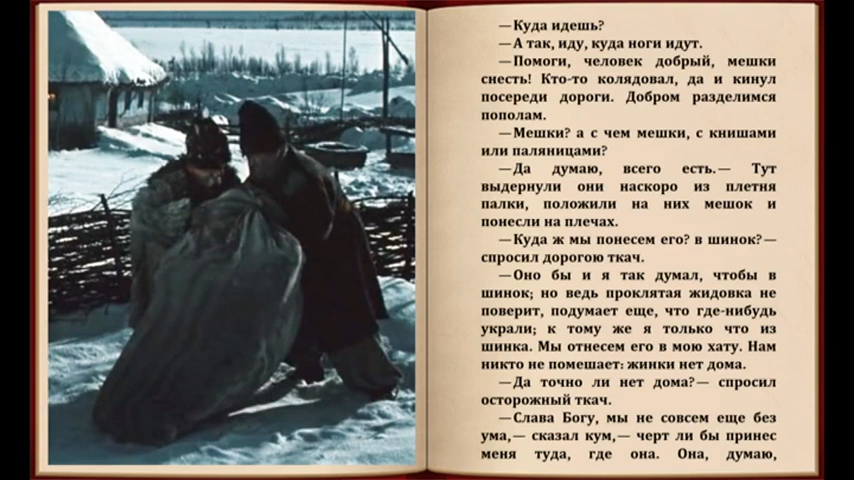 —Куда идешь?
—А так, иду, куда ноги идут.
—Помоги, человек добрый, мешки
снесть! Кто-то колядовал, да и кинул
посереди дороги. Добром разделимся
пополам.
—Мешки? а с чем мешки, с книшами
или паляницами?
—Да думаю, всего есть.— Тут
выдернули они наскоро из плетня
палки, положили на них мешок и
понесли на плечах.
—Куда ж мы понесем его? в шинок?—
спросил дорогою ткач.
—Оно бы и я так думал, чтобы в
шинок; но ведь проклятая жидовка не
поверит, подумает еще, что где-нибудь
украли; к тому же я только что из
шинка. Мы отнесем его в мою хату. Нам
никто не помешает: жинки нет дома.
—Да точно ли нет дома?— спросил
осторожный ткач.
—Слава Богу, мы не совсем еще без
ума,— сказал кум,— черт ли бы принес
меня туда, где она. Она, думаю,